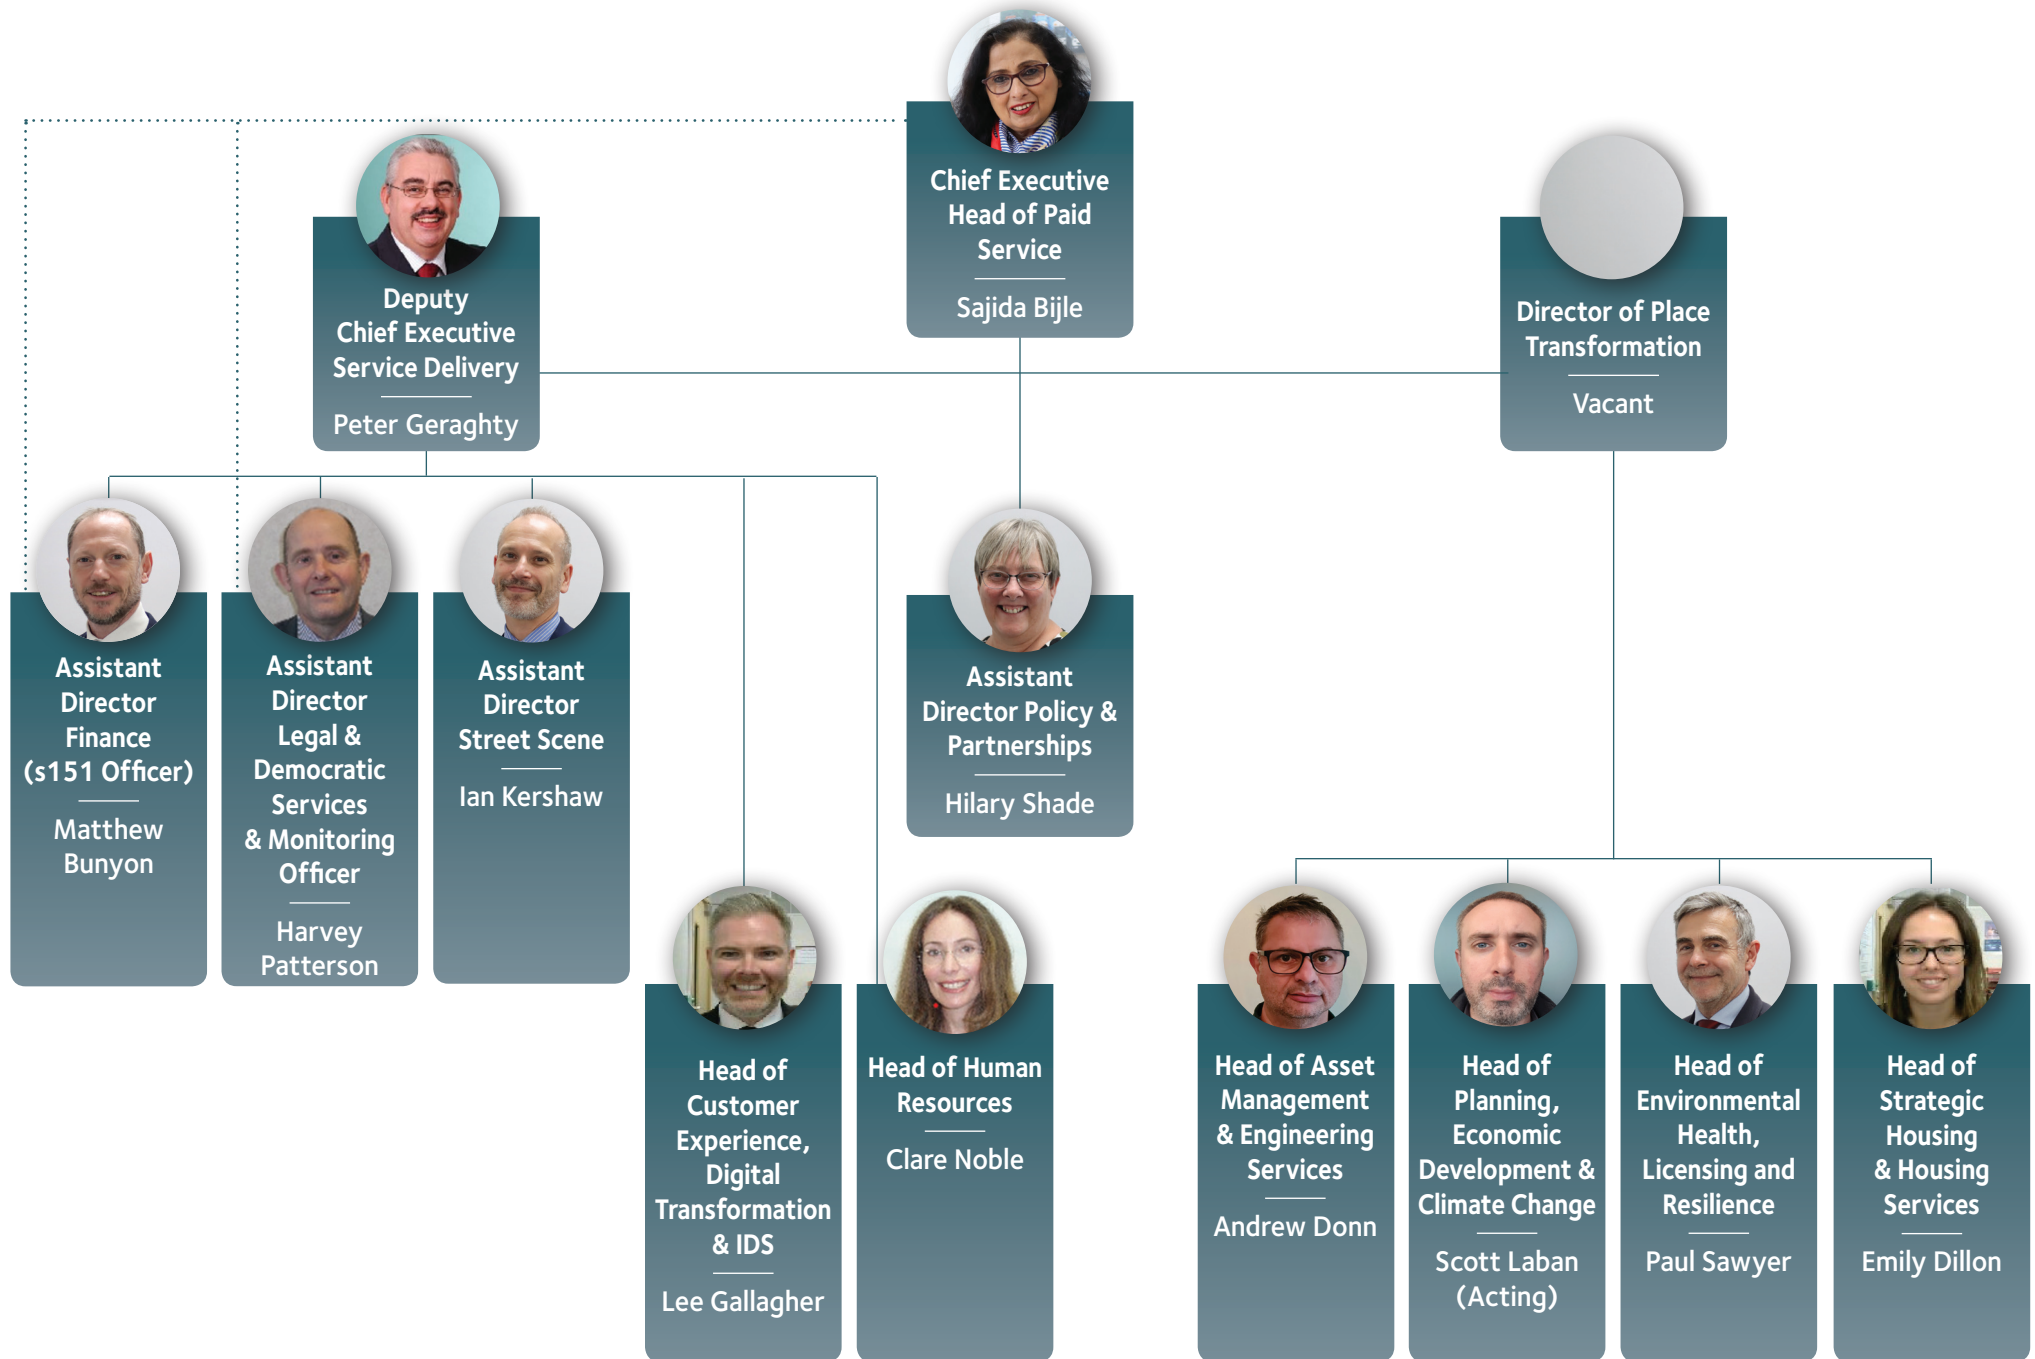 Chief Executive
Head of Paid
Service
Sajida Bijle
Deputy
Chief Executive
Service Delivery
Peter Geraghty
Director of Place
Transformation
Vacant
Assistant
Director
Finance
(s151 Officer)
Matthew
Bunyon
Assistant
Director
Legal &
Democratic
Services
& Monitoring
Officer
Harvey
Patterson
Assistant
Director
Street Scene
Ian Kershaw
Assistant
Director Policy &
Partnerships
Hilary Shade
Head of
Customer
Experience,
Digital
Transformation
& IDS
Lee Gallagher
Head of Human
Resources
Clare Noble
Head of Asset
Management
& Engineering
Services
Andrew Donn
Head of
Planning,
Economic
Development &
Climate Change
Scott Laban
(Acting)
Head of
Environmental
Health,
Licensing and
Resilience
Paul Sawyer
Head of
Strategic
Housing
& Housing
Services
Emily Dillon